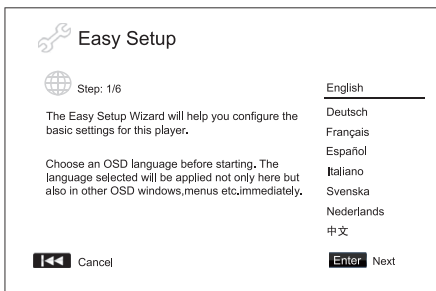 Easy Setup
Step: 1/6
The Easy Setup Wizard will help you configure the
basic settings for this player.
Choose an OSD language before starting. The
language selected will be applied not only here but
also in other OSD windows,menus etc.immediately.
English
Deutsch
Français
Español
Italiano
Svenska
Nederlands
中文
Cancel
Enter Next